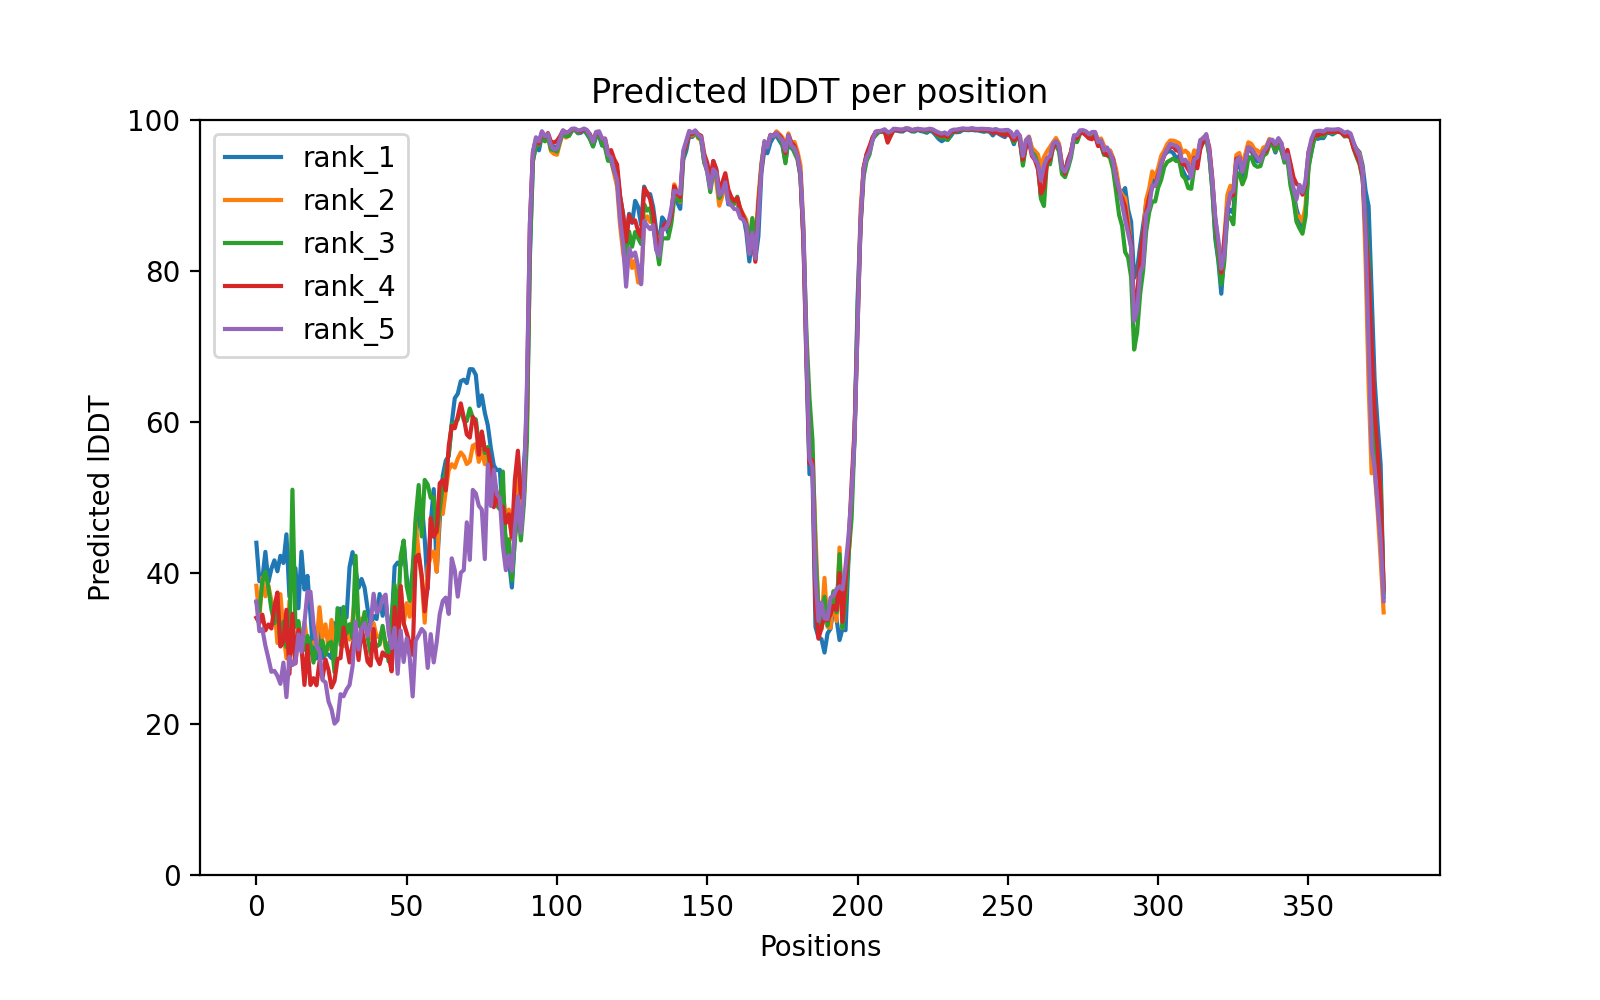 Predicted lDDT per position
100
80
60
40
20
0
Predicted lDDT
rank_1
rank_2
rank_3
rank_4
rank_5
0 50 100 150 200 250 300 350
Positions